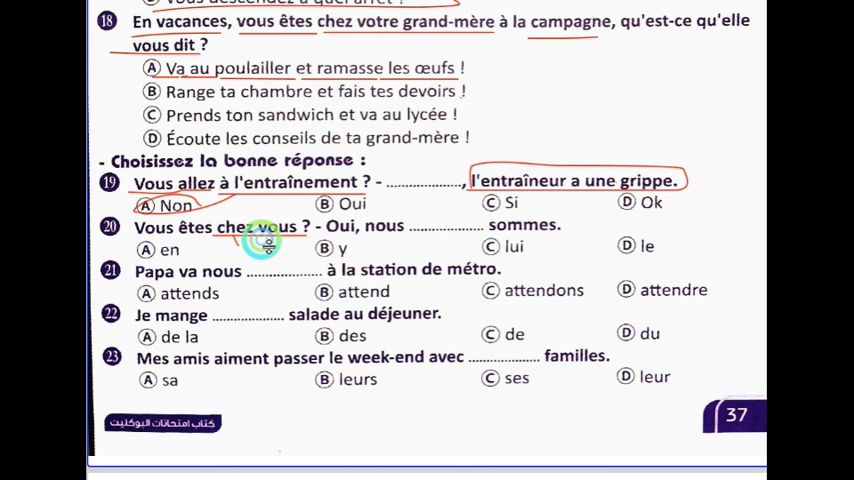 Vous descendez à quel arrêt ?
18 En vacances, vous êtes chez votre grand-mère à la campagne, qu'est-ce qu'elle
vous dit ?
A Va au poulailler et ramasse les œufs !
B Range ta chambre et fais tes devoirs !
C Prends ton sandwich et va au lycée !
D Écoute les conseils de ta grand-mère !
- Choisissez la bonne réponse :
19 Vous allez à l'entraînement ? - ................., l'entraîneur a une grippe.
A Non B Oui C Si D Ok
20 Vous êtes chez vous ? - Oui, nous ................. sommes.
A en B y C lui D le
21 Papa va nous ................. à la station de métro.
A attends B attend C attendons D attendre
22 Je mange ................. salade au déjeuner.
A de la B des C de D du
23 Mes amis aiment passer le week-end avec ................. familles.
A sa B leurs C ses D leur
كتاب امتحانات البوكليت
37